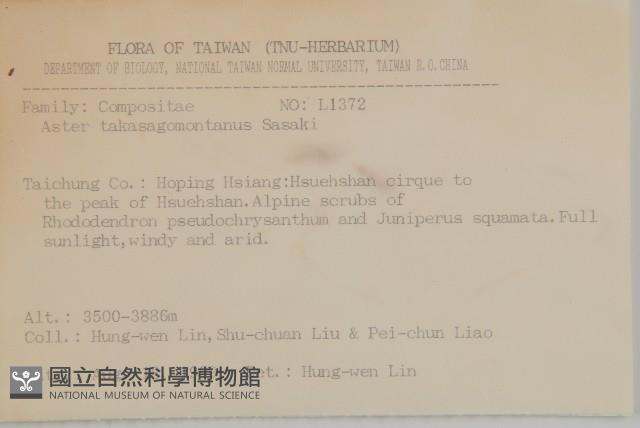 FLORA OF TAIWAN (TNU-HERBARIUM)
DEPARTMENT OF BIOLOGY, NATIONAL TAIWAN NORMAL UNIVERSITY, TAIWAN R.O.CHINA
Family: Compositae NO: L1372
Aster takasagomontanus Sasaki
Taichung Co.: Hoping Hsiang:Hsuehshan cirque to
the peak of Hsuehshan.Alpine scrubs of
Rhododendron pseudochrysanthum and Juniperus squamata.Full
sunlight,windy and arid.
Alt.: 3500-3886m
Coll.: Hung-wen Lin,Shu-chuan Liu & Pei-chun Liao
Hung-wen Lin
國立自然科學博物館
NATIONAL MUSEUM OF NATURAL SCIENCE